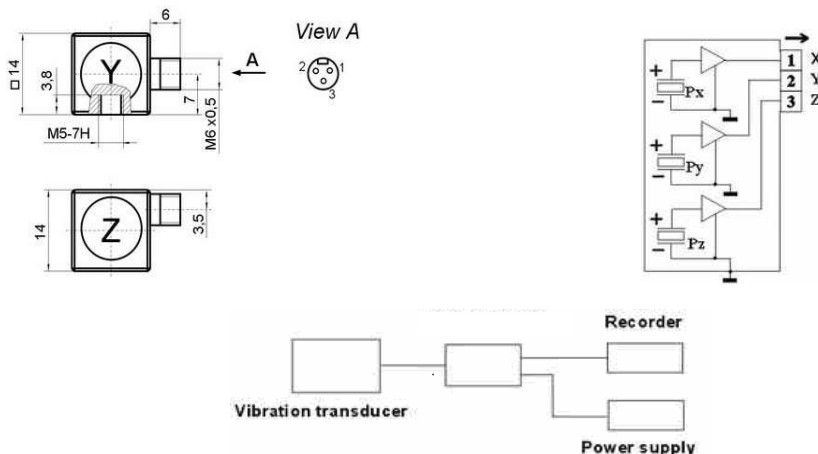 6
View A
□14
3,8
Y
A
2
1
3
7
M5-7H
M6 x0,5
14
Z
3,5
1 X
2 Y
3 Z
+
Px
−
+
Py
−
+
Pz
−
Recorder
Vibration transducer
Power supply